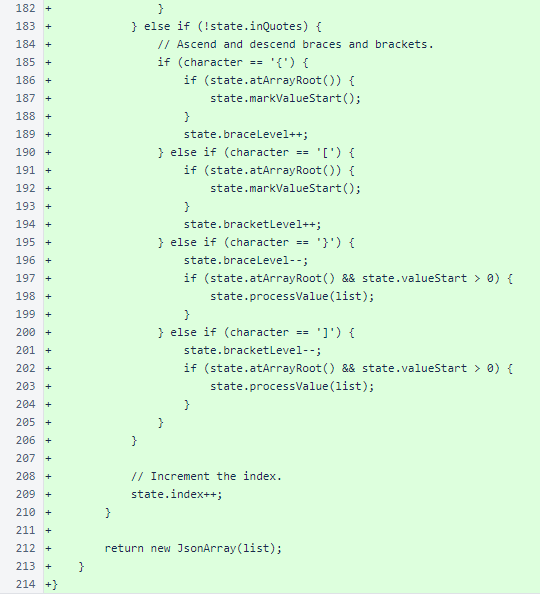 182 +                 }
183 +             } else if (!state.inQuotes) {
184 +                 // Ascend and descend braces and brackets.
185 +                 if (character == '{') {
186 +                     if (state.atArrayRoot()) {
187 +                         state.markValueStart();
188 +                     }
189 +                     state.braceLevel++;
190 +                 } else if (character == '[') {
191 +                     if (state.atArrayRoot()) {
192 +                         state.markValueStart();
193 +                     }
194 +                     state.bracketLevel++;
195 +                 } else if (character == '}') {
196 +                     state.braceLevel--;
197 +                     if (state.atArrayRoot() && state.valueStart > 0) {
198 +                         state.processValue(list);
199 +                     }
200 +                 } else if (character == ']') {
201 +                     state.bracketLevel--;
202 +                     if (state.atArrayRoot() && state.valueStart > 0) {
203 +                         state.processValue(list);
204 +                     }
205 +                 }
206 +             }
207 +
208 +             // Increment the index.
209 +             state.index++;
210 +         }
211 +
212 +         return new JsonArray(list);
213 +     }
214 +}